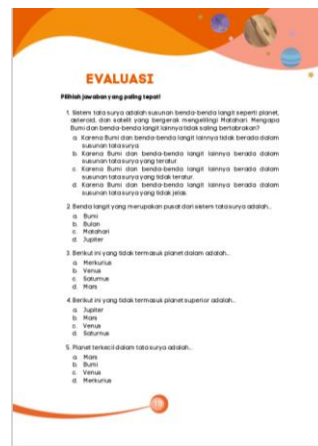 EVALUASI
Pilihlah jawaban yang paling tepat!
1. Sistem tata surya adalah susunan benda-benda langit seperti planet,
asteroid, dan satelit yang bergerak mengelilingi Matahari. Mengapa
Bumi dan benda-benda langit lainnya tidak saling bertabrakan?
a. Karena Bumi dan benda-benda langit lainnya tidak berada dalam
susunan tata surya
b. Karena Bumi dan benda-benda langit lainnya berada dalam
susunan tata surya yang teratur
c. Karena Bumi dan benda-benda langit lainnya berada dalam
susunan tata surya yang tidak teratur.
d. Karena Bumi dan benda-benda langit lainnya berada dalam
susunan tata surya yang tidak jelas.
2. Benda langit yang merupakan pusat dari sistem tata surya adalah...
a. Bumi
b. Bulan
c. Matahari
d. Jupiter
3. Berikut ini yang tidak termasuk planet dalam adalah...
a. Merkurius
b. Venus
c. Saturnus
d. Mars
4. Berikut ini yang tidak termasuk planet superior adalah...
a. Jupiter
b. Mars
c. Venus
d. Saturnus
5. Planet terkecil dalam tata surya adalah...
a. Mars
b. Bumi
c. Venus
d. Merkurius